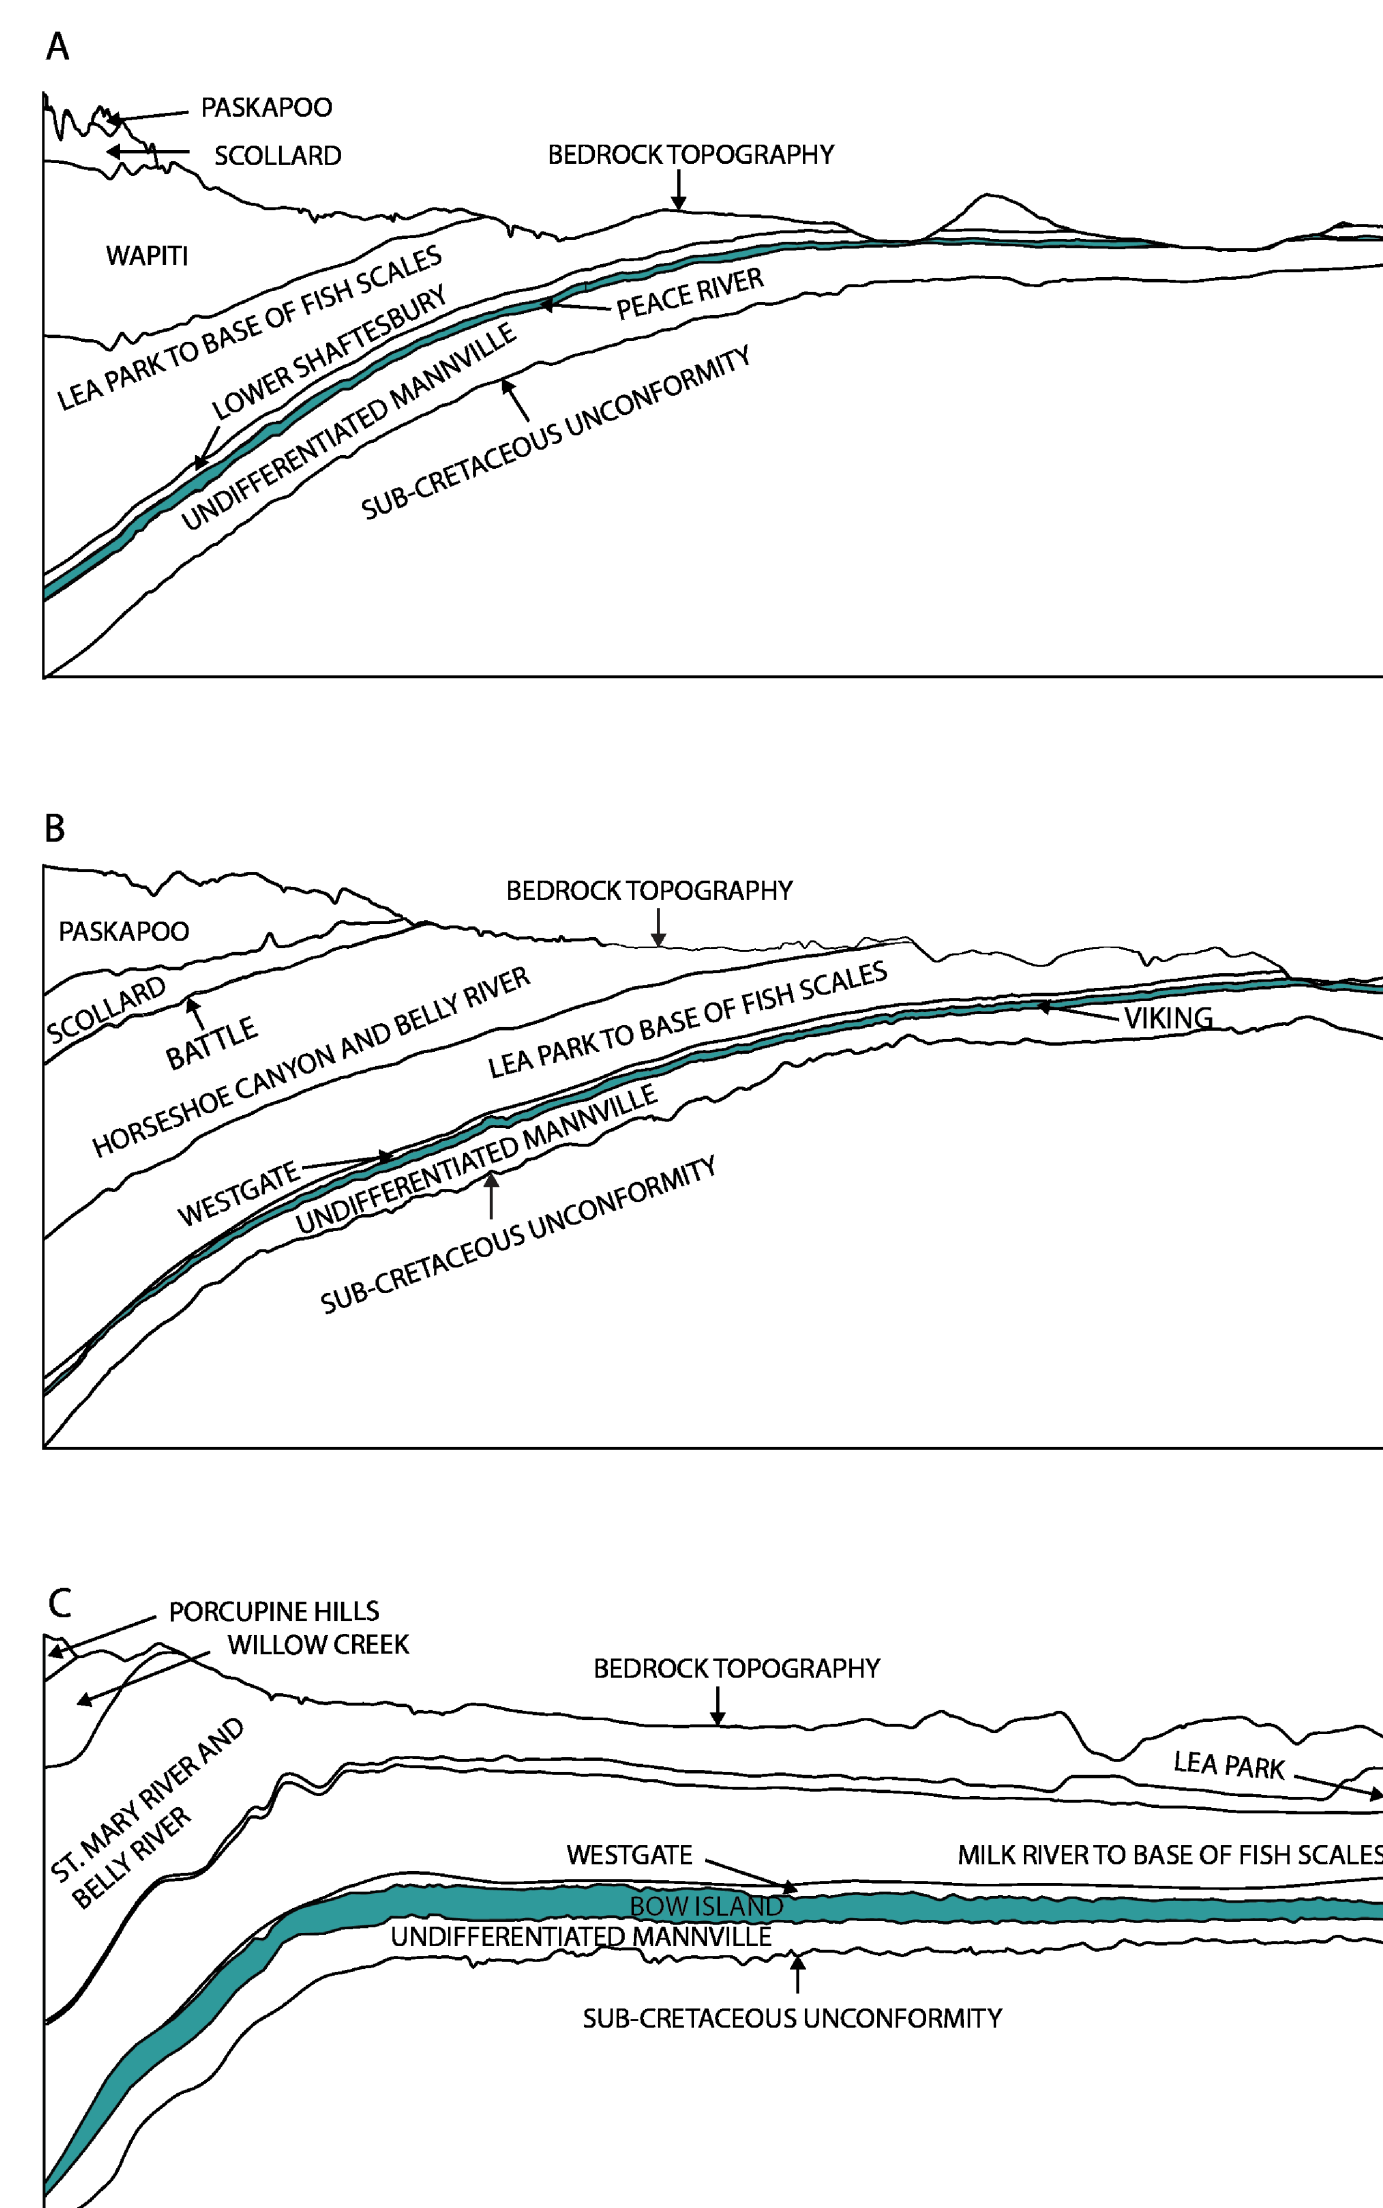 A
PASKAPOO
SCOLLARD
BEDROCK TOPOGRAPHY
WAPITI
LEA PARK TO BASE OF FISH SCALES
LOWER SHAFTESBURY
PEACE RIVER
UNDIFFERENTIATED MANNVILLE
SUB-CRETACEOUS UNCONFORMITY
B
BEDROCK TOPOGRAPHY
PASKAPOO
SCOLLARD
BATTLE
HORSESHOE CANYON AND BELLY RIVER
LEA PARK TO BASE OF FISH SCALES
VIKING
WESTGATE
UNDIFFERENTIATED MANNVILLE
SUB-CRETACEOUS UNCONFORMITY
C
PORCUPINE HILLS
WILLOW CREEK
BEDROCK TOPOGRAPHY
ST. MARY RIVER AND
BELLY RIVER
LEA PARK
WESTGATE
MILK RIVER TO BASE OF FISH SCALES
BOW ISLAND
UNDIFFERENTIATED MANNVILLE
SUB-CRETACEOUS UNCONFORMITY